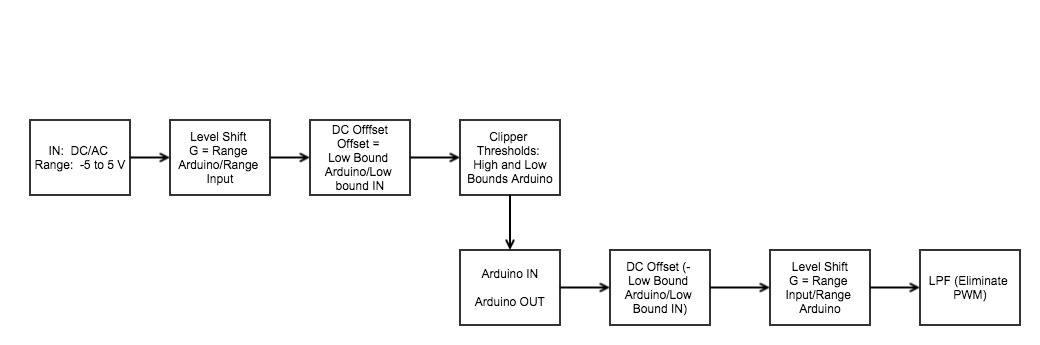 IN: DC/AC
Range: -5 to 5 V
Level Shift
G = Range
Arduino/Range
Input
DC Offfset
Offset =
Low Bound
Arduino/Low
bound IN
Clipper
Thresholds:
High and Low
Bounds Arduino
Arduino IN
Arduino OUT
DC Offset (-
Low Bound
Arduino/Low
Bound IN)
Level Shift
G = Range
Input/Range
Arduino
LPF (Eliminate
PWM)